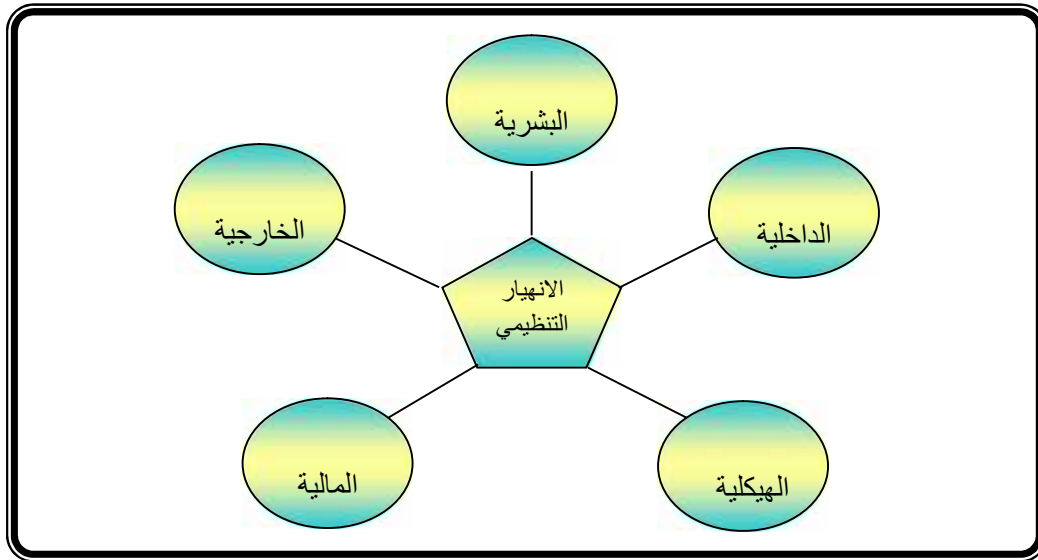 البشرية
الداخلية
الخارجية
الانهيار
التنظيمي
الهيكلية
المالية